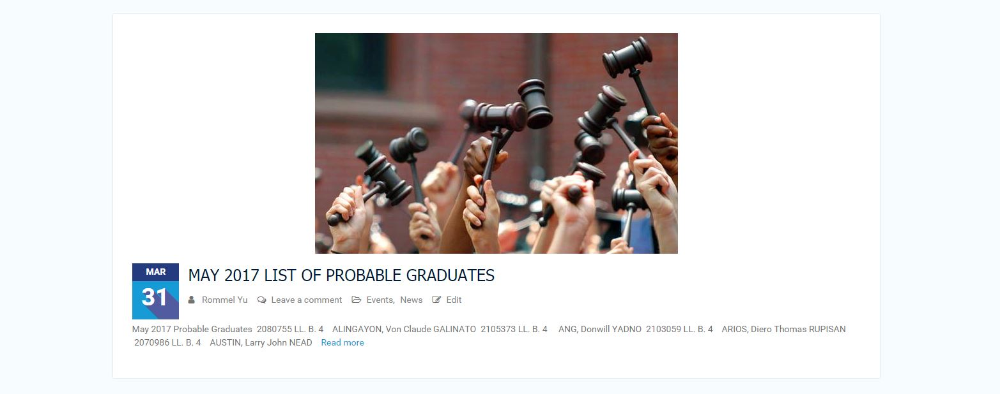 MAR
31
MAY 2017 LIST OF PROBABLE GRADUATES
Rommel Yu Leave a comment Events, News Edit
May 2017 Probable Graduates 2080755 LL. B. 4 ALINGAYON, Von Claude GALINATO 2105373 LL. B. 4 ANG, Donwill YADNO 2103059 LL. B. 4 ARIOS, Diero Thomas RUPISAN
2070986 LL. B. 4 AUSTIN, Larry John NEAD Read more